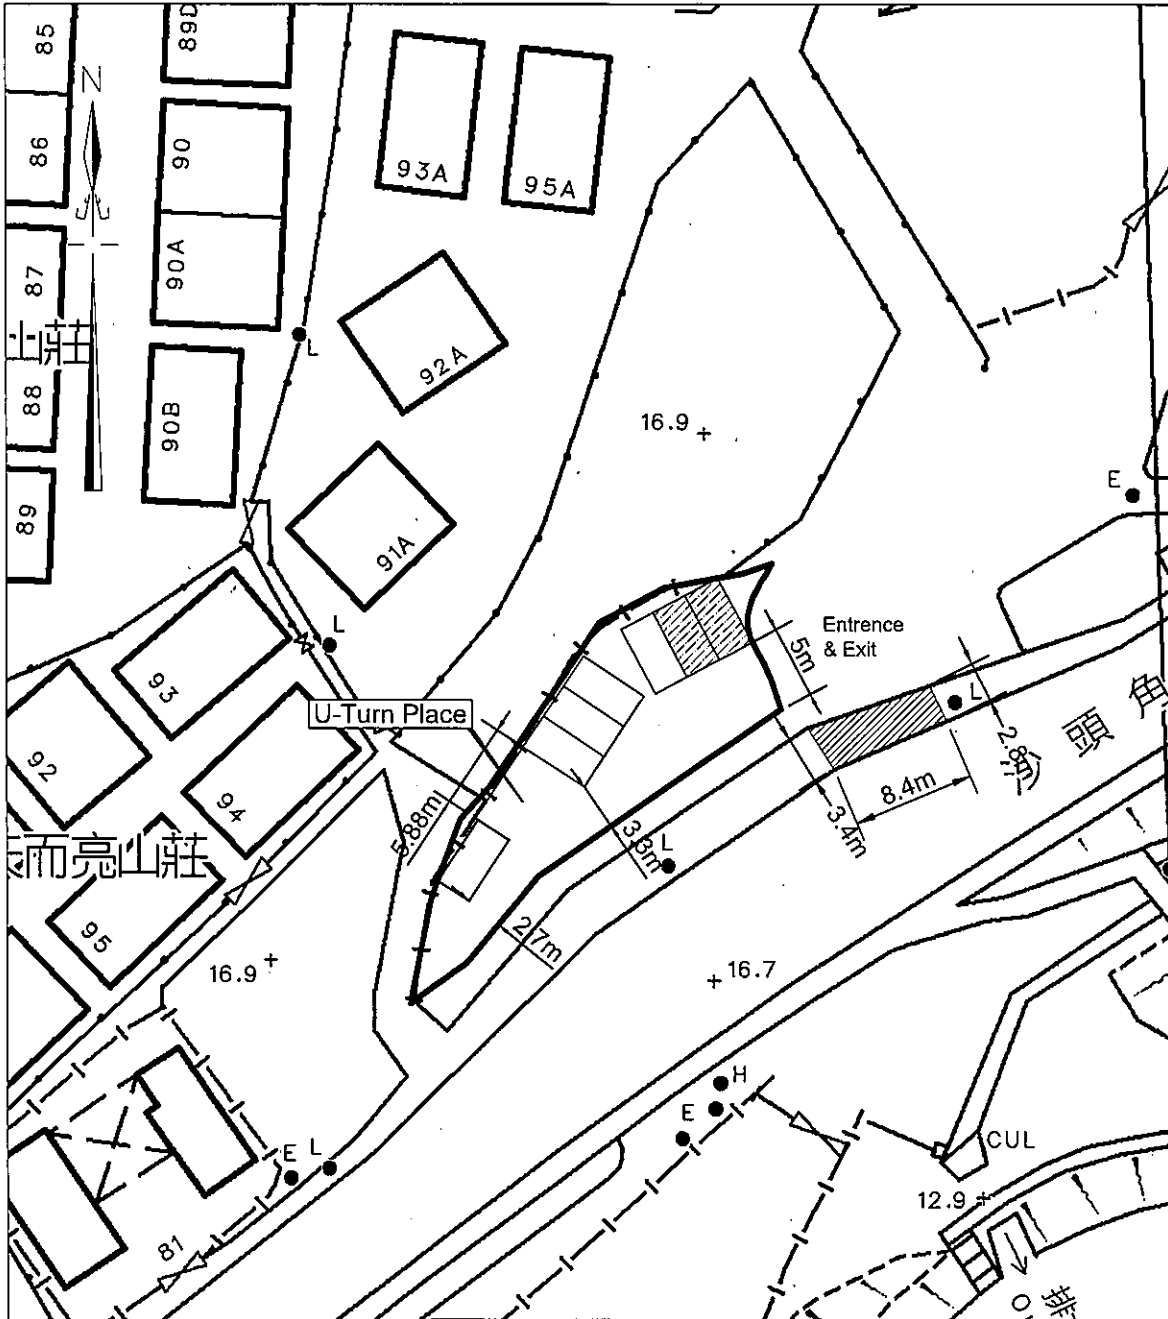 85
89D
N
86
90
93A
95A
90A
87
山莊
L
92A
88
90B
16.9
E
89
91A
L
93
Entrence
& Exit
5m
U-Turn Place
L
角
頭
沙
2.8m
92
94
8.4m
5.88m
3.3m
3.4m
L
而亮山莊
95
2.7m
16.9
16.7
H
E
CUL
E
L
12.9
81
排